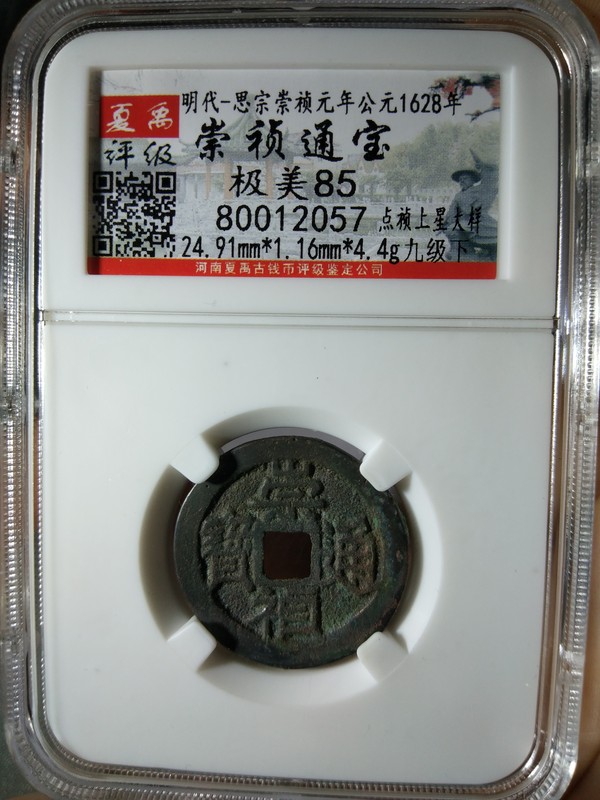 夏禹
评级
明代-思宗崇祯元年公元1628年
崇祯通宝
极美85
80012057 点祯上星大样
24.91mm*1.16mm*4.4g九级下
河南夏禹古钱币评级鉴定公司
崇
寶 通
祯